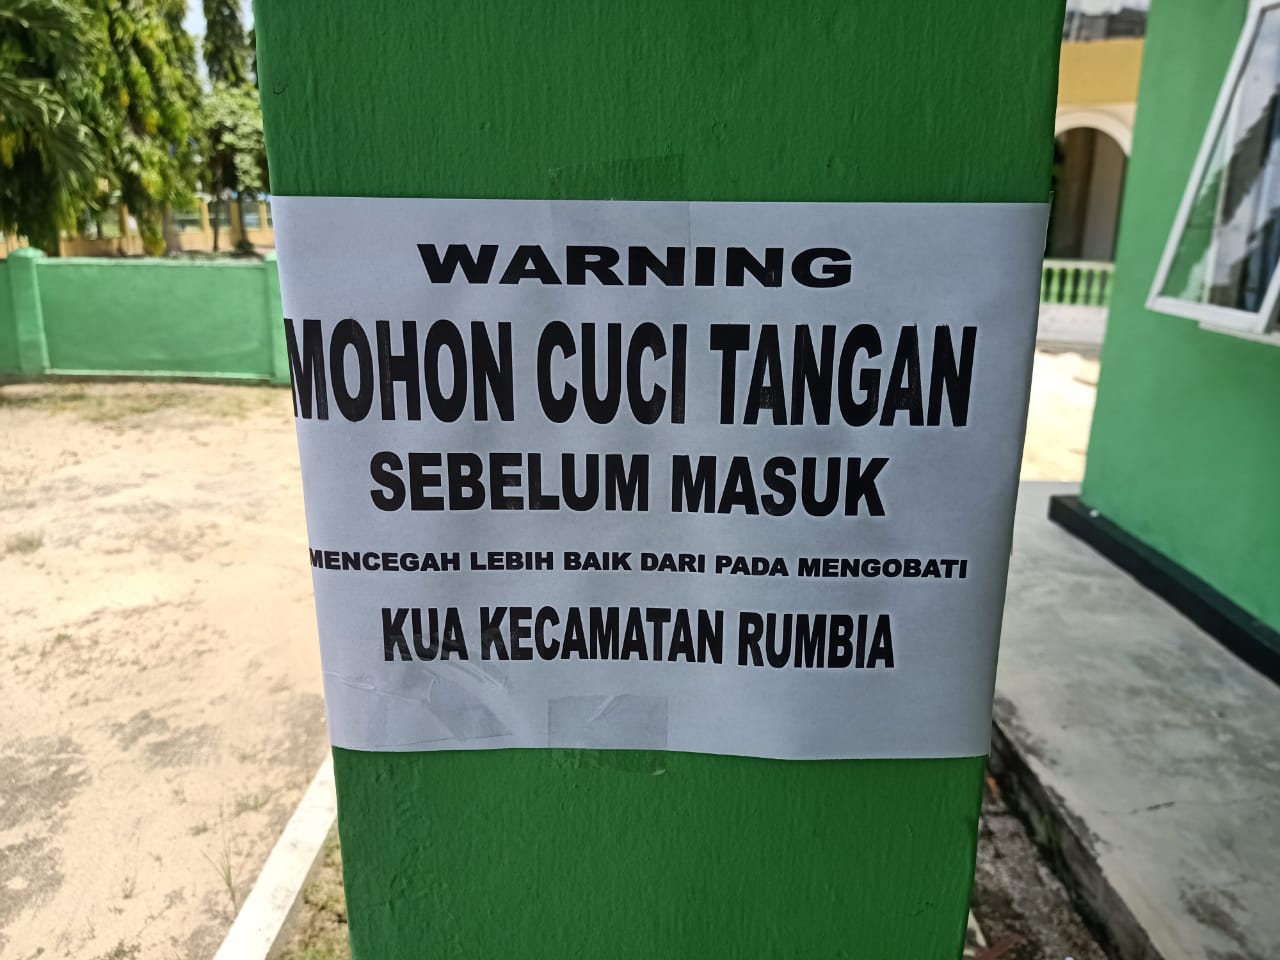 WARNING
MOHON CUCI TANGAN
SEBELUM MASUK
MENCEGAH LEBIH BAIK DARI PADA MENGOBATI
KUA KECAMATAN RUMBIA